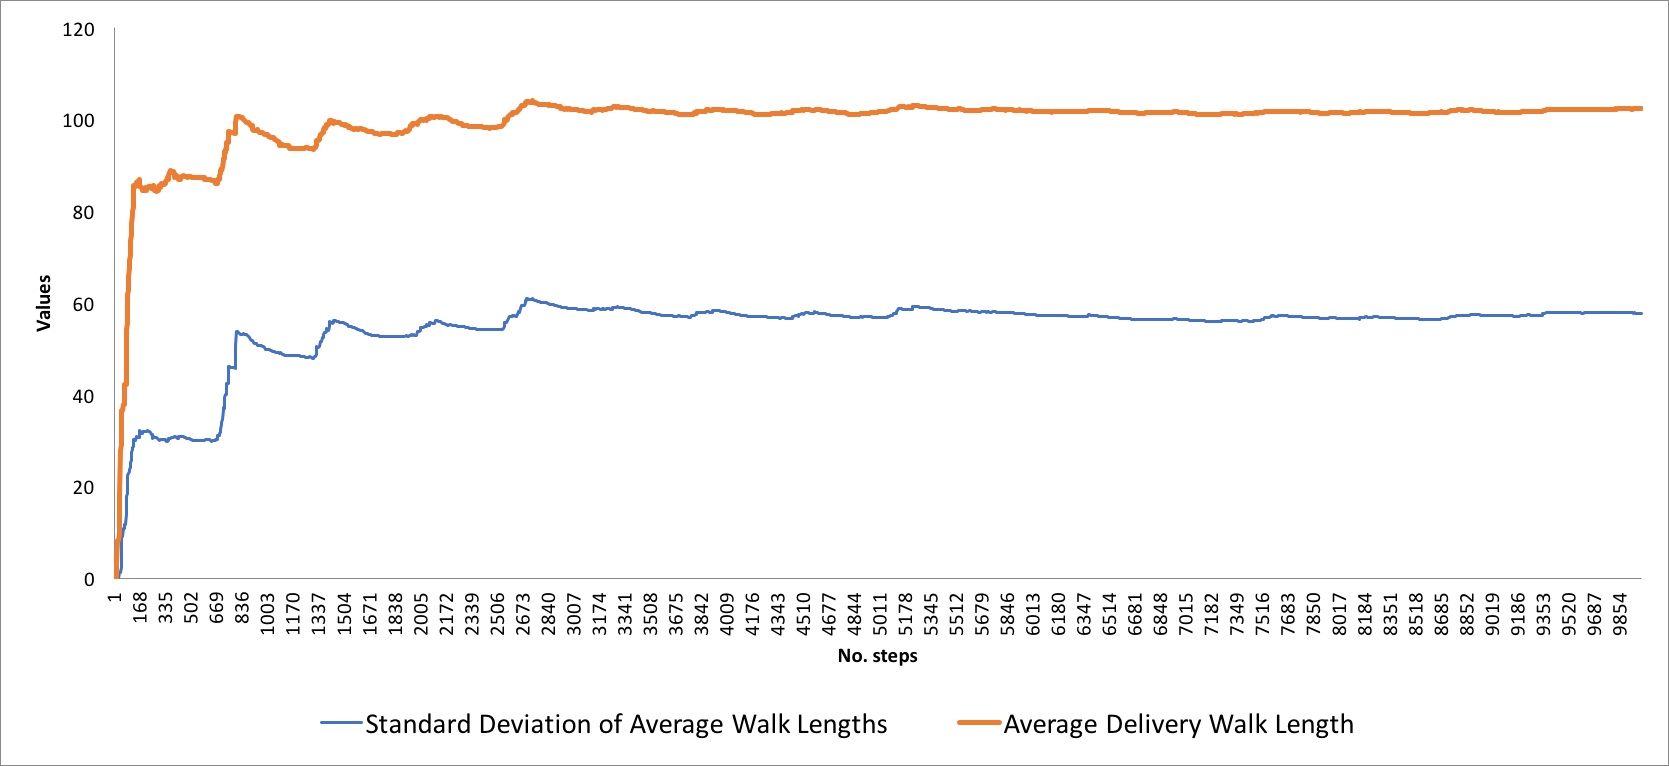 120
100
80
60
40
20
0
Values
1 168 335 502 669 836 1003 1170 1337 1504 1671 1838 2005 2172 2339 2506 2673 2840 3007 3174 3341 3508 3675 3842 4009 4176 4343 4510 4677 4844 5011 5178 5345 5512 5679 5846 6013 6180 6347 6514 6681 6848 7015 7182 7349 7516 7683 7850 8017 8184 8351 8518 8685 8852 9019 9186 9353 9520 9687 9854
No. steps
Standard Deviation of Average Walk Lengths Average Delivery Walk Length